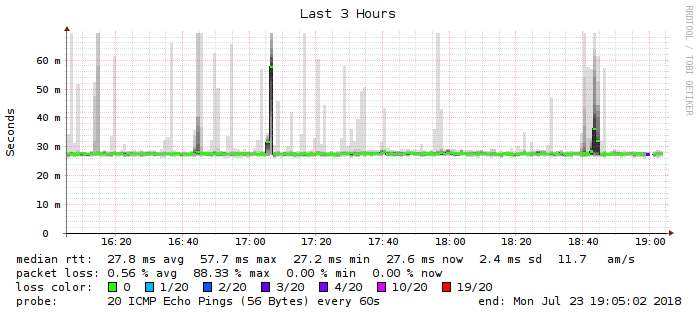 Last 3 Hours
RRDTOOL / TOBI OETIKER
Seconds
60 m
50 m
40 m
30 m
20 m
10 m
0
16:20 16:40 17:00 17:20 17:40 18:00 18:20 18:40 19:00
median rtt: 27.8 ms avg 57.7 ms max 27.2 ms min 27.6 ms now 2.4 ms sd 11.7 am/s
packet loss: 0.56 % avg 88.33 % max 0.00 % min 0.00 % now
loss color: 0 1/20 2/20 3/20 4/20 10/20 19/20
probe: 20 ICMP Echo Pings (56 Bytes) every 60s end: Mon Jul 23 19:05:02 2018